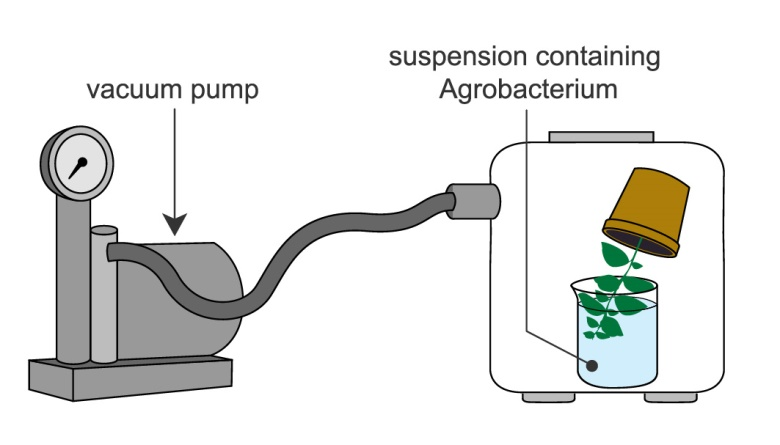 suspension containing
Agrobacterium
vacuum pump